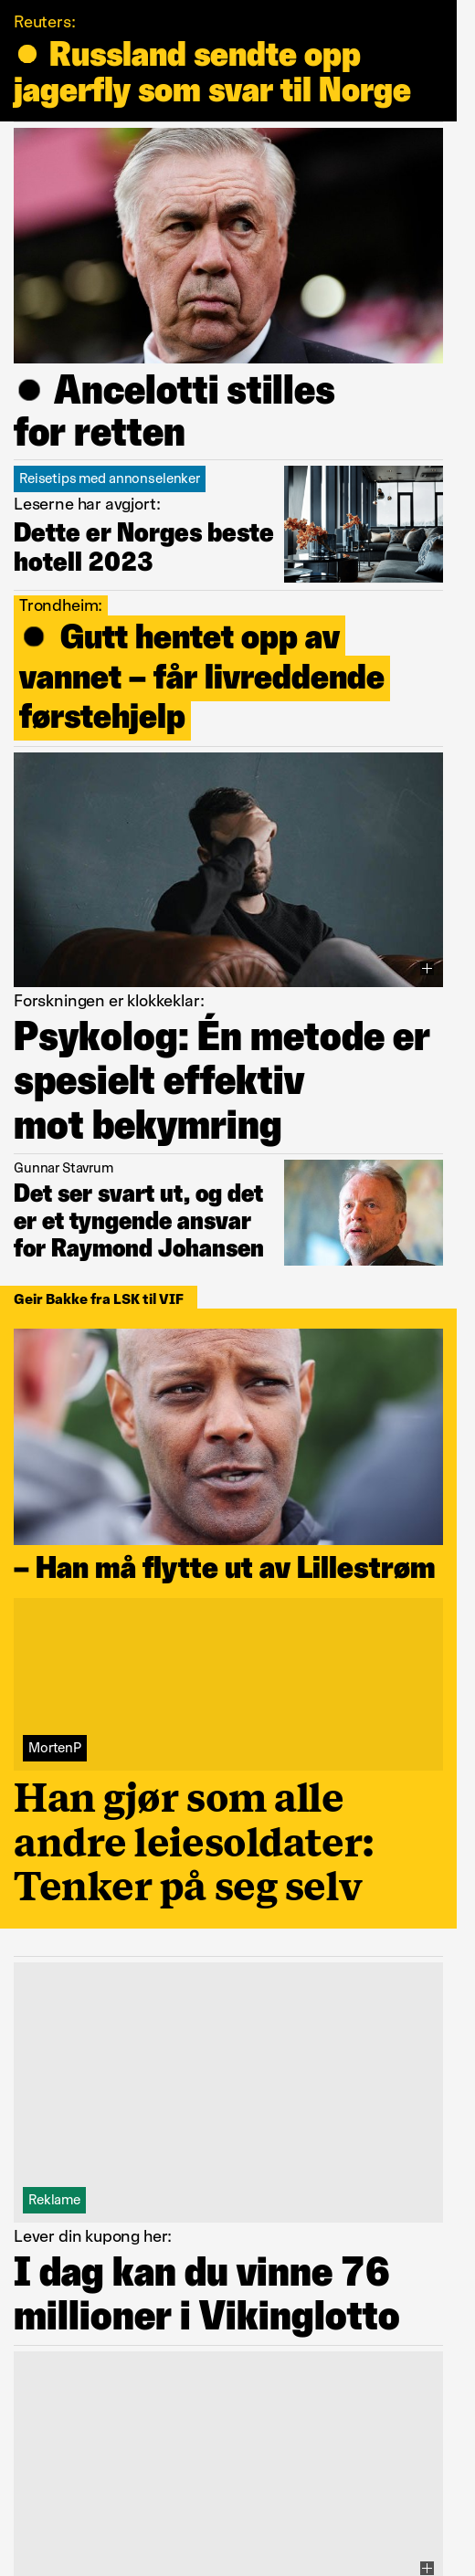 Reuters:
Russland sendte opp
jagerfly som svar til Norge
Ancelotti stilles
for retten
Reisetips med annonselenker
Leserne har avgjort:
Dette er Norges beste
hotell 2023
Trondheim:
Gutt hentet opp av
vannet – får livreddende
førstehjelp
Forskningen er klokkeklar:
Psykolog: Én metode er
spesielt effektiv
mot bekymring
Gunnar Stavrum
Det ser svart ut, og det
er et tyngende ansvar
for Raymond Johansen
Geir Bakke fra LSK til VIF
– Han må flytte ut av Lillestrøm
MortenP
Han gjør som alle
andre leiesoldater:
Tenker på seg selv
Reklame
Lever din kupong her:
I dag kan du vinne 76
millioner i Vikinglotto